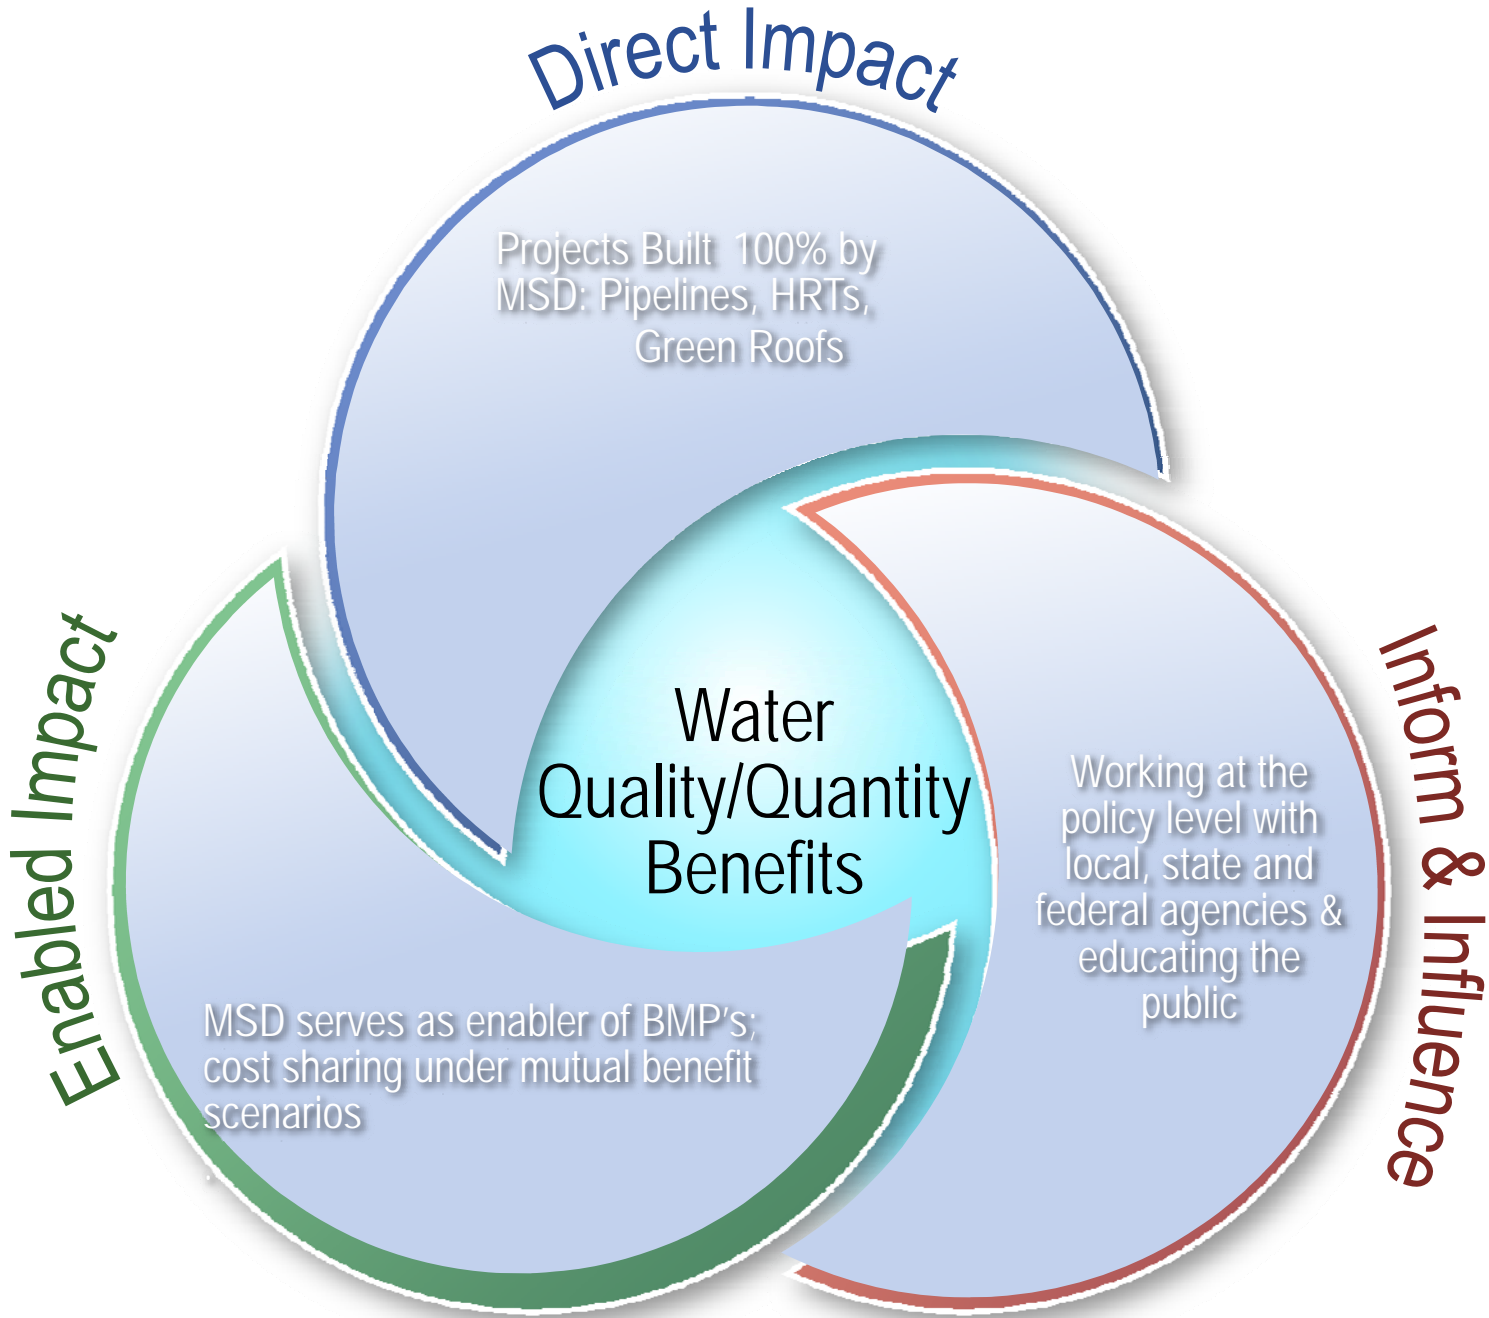 Direct Impact
Projects Built 100% by
MSD: Pipelines, HRTs,
Green Roofs
Enabled Impact
MSD serves as enabler of BMP's;
cost sharing under mutual benefit
scenarios
Water
Quality/Quantity
Benefits
Inform & Influence
Working at the
policy level with
local, state and
federal agencies &
educating the
public